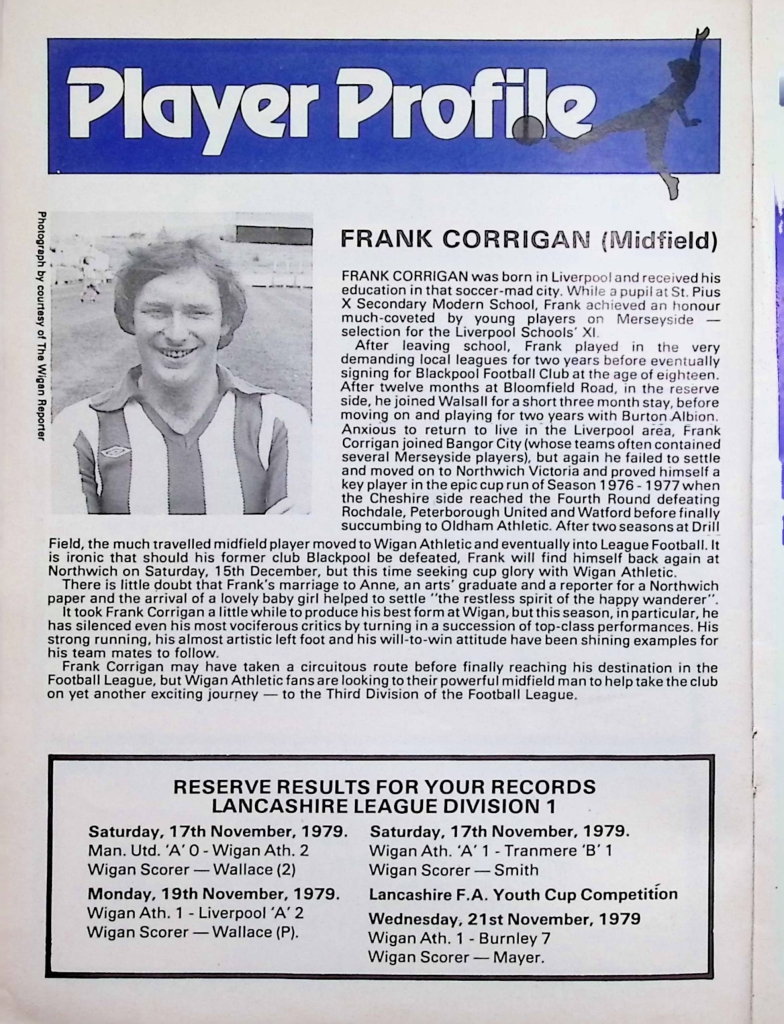 Player Profile
Photograph by courtesy of The Wigan Reporter
FRANK CORRIGAN (Midfield)
FRANK CORRIGAN was born in Liverpool and received his
education in that soccer-mad city. While a pupil at St. Pius
X Secondary Modern School, Frank achieved an honour
much-coveted by young players on Merseyside —
selection for the Liverpool Schools' XI.
After leaving school, Frank played in the very
demanding local leagues for two years before eventually
signing for Blackpool Football Club at the age of eighteen.
After twelve months at Bloomfield Road, in the reserve
side, he joined Walsall for a short three month stay, before
moving on and playing for two years with Burton Albion.
Anxious to return to live in the Liverpool area, Frank
Corrigan joined Bangor City (whose teams often contained
several Merseyside players), but again he failed to settle
and moved on to Northwich Victoria and proved himself a
key player in the epic cup run of Season 1976 - 1977 when
the Cheshire side reached the Fourth Round defeating
Rochdale, Peterborough United and Watford before finally
succumbing to Oldham Athletic. After two seasons at Drill
Field, the much travelled midfield player moved to Wigan Athletic and eventually into League Football. It
is ironic that should his former club Blackpool be defeated, Frank will find himself back again at
Northwich on Saturday, 15th December, but this time seeking cup glory with Wigan Athletic.
There is little doubt that Frank's marriage to Anne, an arts' graduate and a reporter for a Northwich
paper and the arrival of a lovely baby girl helped to settle "the restless spirit of the happy wanderer".
It took Frank Corrigan a little while to produce his best form at Wigan, but this season, in particular, he
has silenced even his most vociferous critics by turning in a succession of top-class performances. His
strong running, his almost artistic left foot and his will-to-win attitude have been shining examples for
his team mates to follow.
Frank Corrigan may have taken a circuitous route before finally reaching his destination in the
Football League, but Wigan Athletic fans are looking to their powerful midfield man to help take the club
on yet another exciting journey — to the Third Division of the Football League.
RESERVE RESULTS FOR YOUR RECORDS
LANCASHIRE LEAGUE DIVISION 1
Saturday, 17th November, 1979.
Man. Utd. 'A' 0 - Wigan Ath. 2
Wigan Scorer — Wallace (2)
Monday, 19th November, 1979.
Wigan Ath. 1 - Liverpool 'A' 2
Wigan Scorer — Wallace (P).
Saturday, 17th November, 1979.
Wigan Ath. 'A' 1 - Tranmere 'B' 1
Wigan Scorer — Smith
Lancashire F.A. Youth Cup Competition
Wednesday, 21st November, 1979
Wigan Ath. 1 - Burnley 7
Wigan Scorer — Mayer.